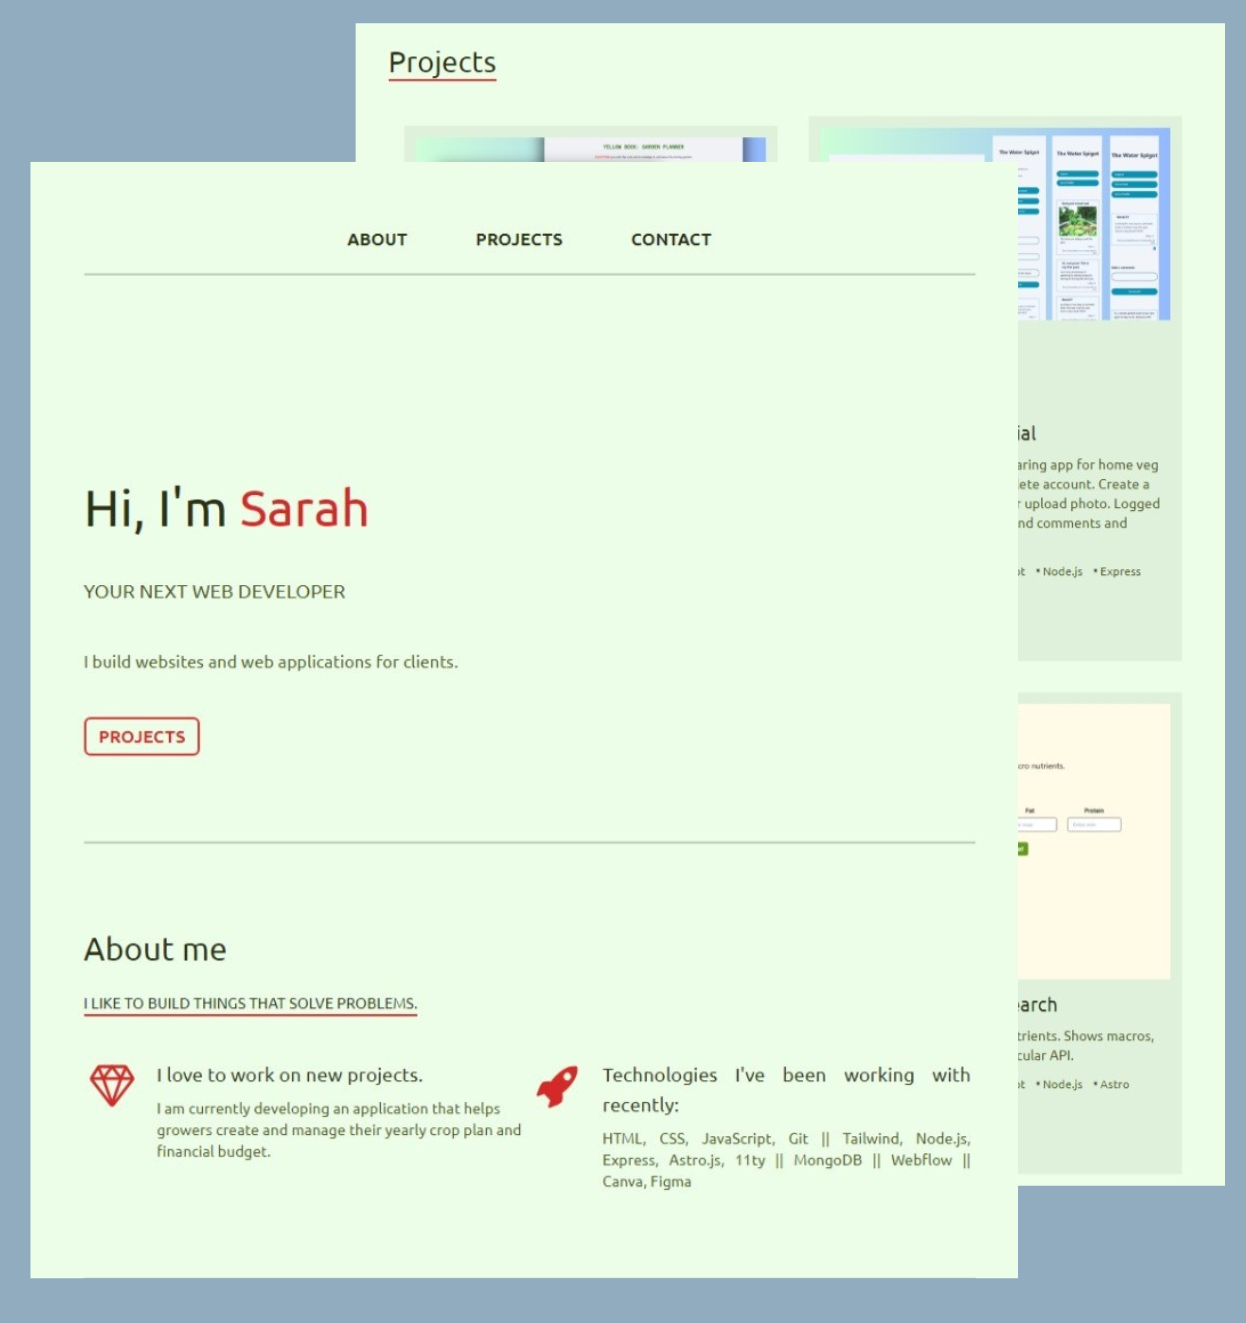 Projects
YELLOW BOOK: GARDEN PLANNER
The Water Spigot
The Water Spigot
The Water Spigot
ABOUT PROJECTS CONTACT
Hi, I'm Sarah
YOUR NEXT WEB DEVELOPER
I build websites and web applications for clients.
PROJECTS
About me
I LIKE TO BUILD THINGS THAT SOLVE PROBLEMS.
I love to work on new projects.
I am currently developing an application that helps
growers create and manage their yearly crop plan and
financial budget.
Technologies I've been working with
recently:
HTML, CSS, JavaScript, Git || Tailwind, Node.js,
Express, Astro.js, 11ty || MongoDB || Webflow ||
Canva, Figma
ial
aring app for home veg
ete account. Create a
r upload photo. Logged
nd comments and
• Node.js • Express
cro nutrients.
Fat Protein
earch
trients. Shows macros,
cular API.
• Node.js • Astro